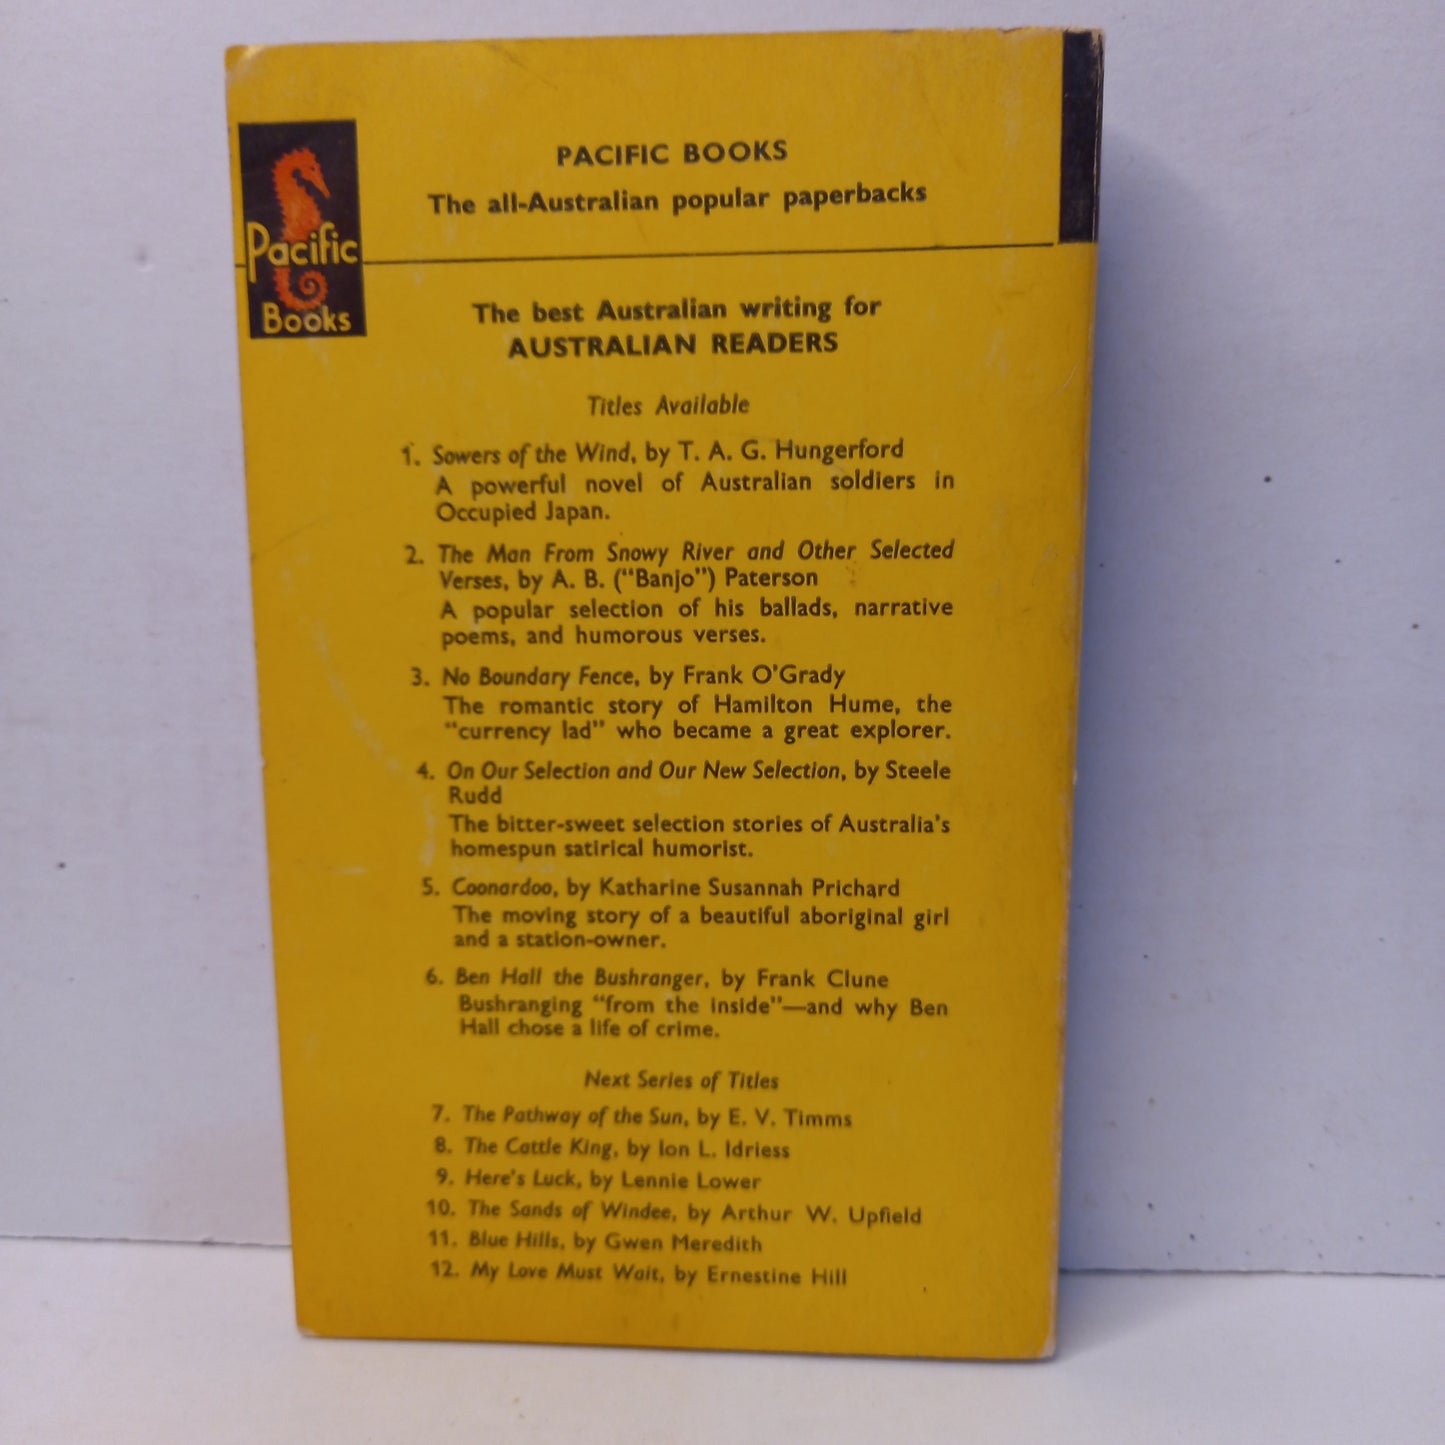 Pacific
Books
PACIFIC BOOKS
The all-Australian popular paperbacks
The best Australian writing for
AUSTRALIAN READERS
Titles Available
1. Sowers of the Wind, by T. A. G. Hungerford
A powerful novel of Australian soldiers in
Occupied Japan.
2. The Man From Snowy River and Other Selected
Verses, by A. B. ("Banjo") Paterson
A popular selection of his ballads, narrative
poems, and humorous verses.
3. No Boundary Fence, by Frank O'Grady
The romantic story of Hamilton Hume, the
"currency lad" who became a great explorer.
4. On Our Selection and Our New Selection, by Steele
Rudd
The bitter-sweet selection stories of Australia's
homespun satirical humorist.
5. Coonardoo, by Katharine Susannah Prichard
The moving story of a beautiful aboriginal girl
and a station-owner.
6. Ben Hall the Bushranger, by Frank Clune
Bushranging "from the inside"—and why Ben
Hall chose a life of crime.
Next Series of Titles
7. The Pathway of the Sun, by E. V. Timms
8. The Cattle King, by Ion L. Idriess
9. Here's Luck, by Lennie Lower
10. The Sands of Windee, by Arthur W. Upfield
11. Blue Hills, by Gwen Meredith
12. My Love Must Wait, by Ernestine Hill